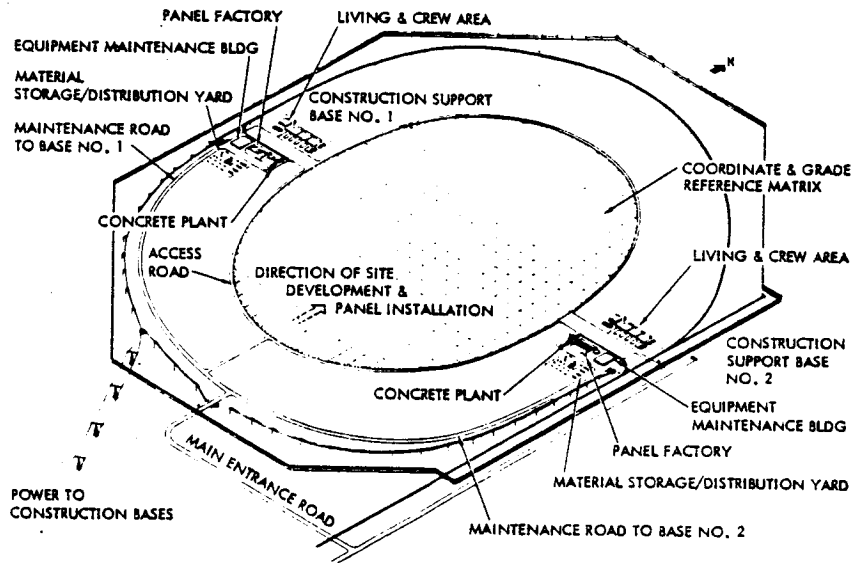 PANEL FACTORY
LIVING & CREW AREA
EQUIPMENT MAINTENANCE BLDG
MATERIAL
STORAGE/DISTRIBUTION YARD
CONSTRUCTION SUPPORT
BASE NO. 1
MAINTENANCE ROAD
TO BASE NO. 1
N
COORDINATE & GRADE
REFERENCE MATRIX
CONCRETE PLANT
ACCESS
ROAD
DIRECTION OF SITE
DEVELOPMENT &
PANEL INSTALLATION
LIVING & CREW AREA
CONSTRUCTION
SUPPORT BASE
NO. 2
CONCRETE PLANT
EQUIPMENT
MAINTENANCE BLDG
PANEL FACTORY
MATERIAL STORAGE/DISTRIBUTION YARD
MAIN ENTRANCE ROAD
POWER TO
CONSTRUCTION BASES
MAINTENANCE ROAD TO BASE NO. 2